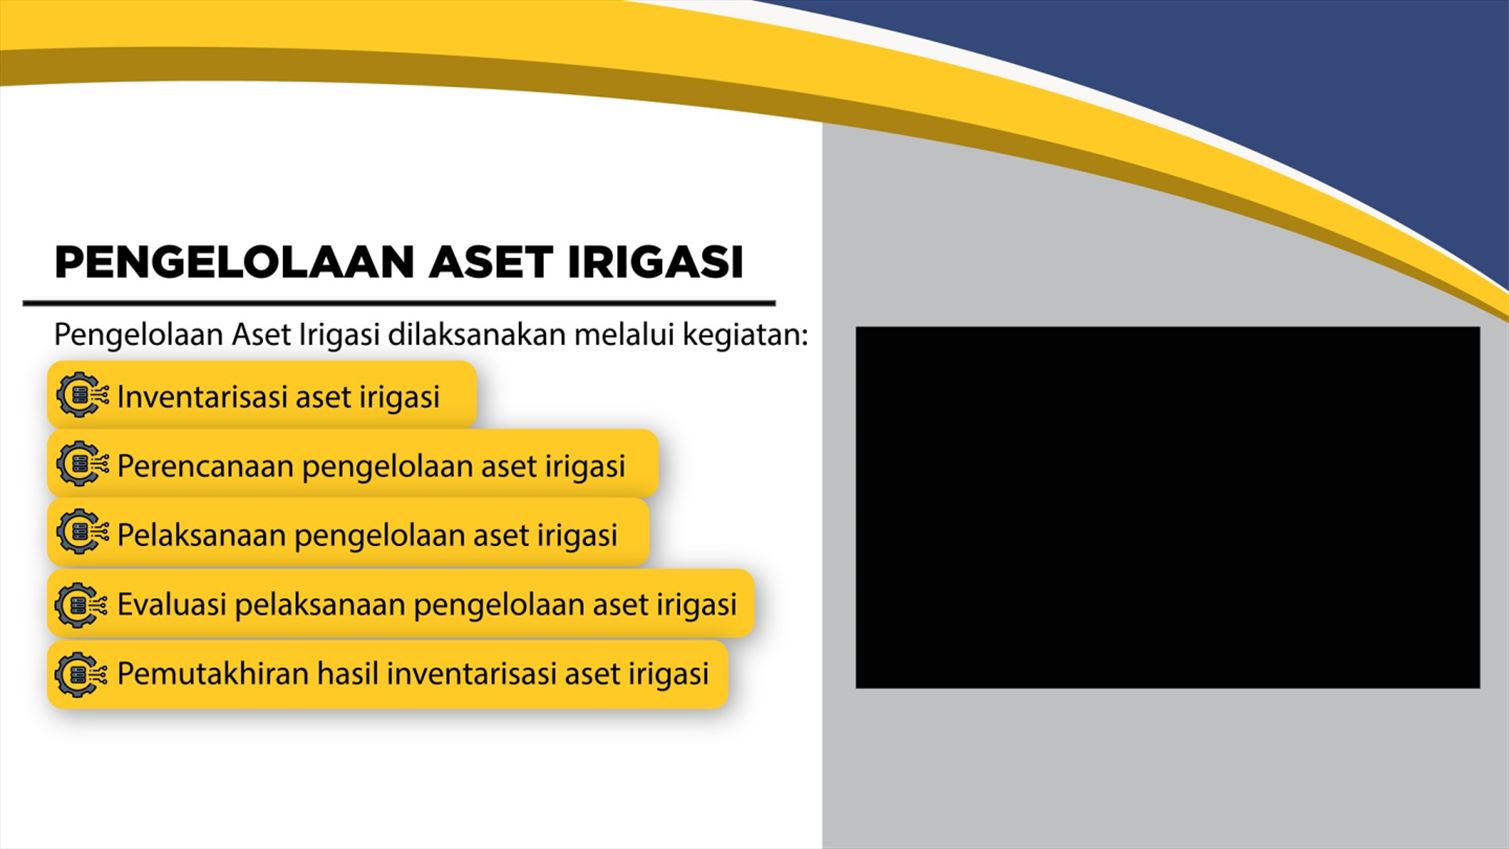 PENGELOLAAN ASET IRIGASI
Pengelolaan Aset Irigasi dilaksanakan melalui kegiatan:
Inventarisasi aset irigasi
Perencanaan pengelolaan aset irigasi
Pelaksanaan pengelolaan aset irigasi
Evaluasi pelaksanaan pengelolaan aset irigasi
Pemutakhiran hasil inventarisasi aset irigasi